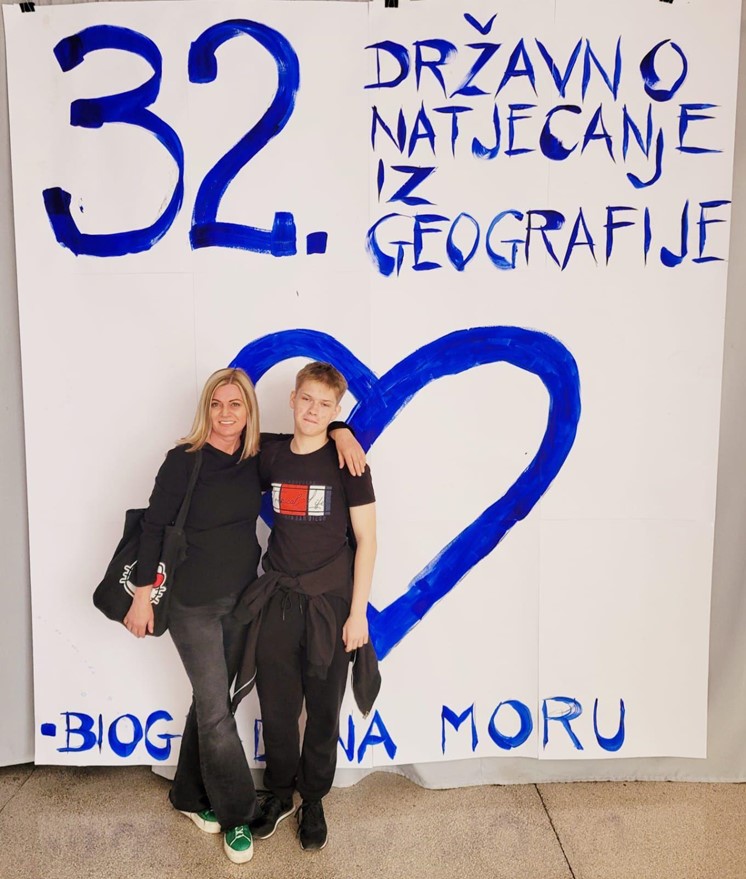 32.
DRŽAVNO
NATJECANJE
IZ
GEOGRAFIJE
BIOG D NA MORU